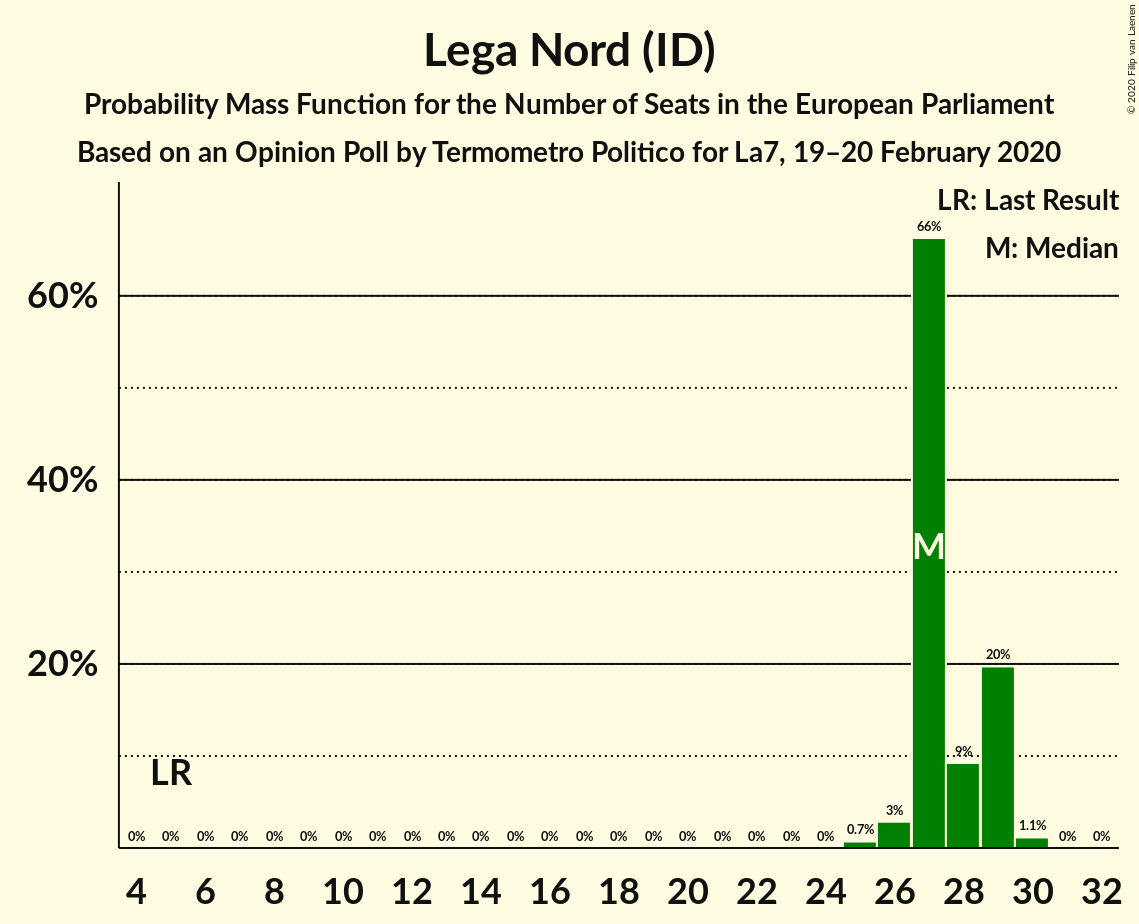 Lega Nord (ID)
Probability Mass Function for the Number of Seats in the European Parliament
Based on an Opinion Poll by Termometro Politico for La7, 19–20 February 2020
© 2020 Filip van Laenen
LR: Last Result
M: Median
60%
40%
20%
66%
M
20%
9%
LR
0% 0% 0% 0% 0% 0% 0% 0% 0% 0% 0% 0% 0% 0% 0% 0% 0% 0% 0% 0% 0% 0.7% 3% 1.1% 0% 0%
4 6 8 10 12 14 16 18 20 22 24 26 28 30 32